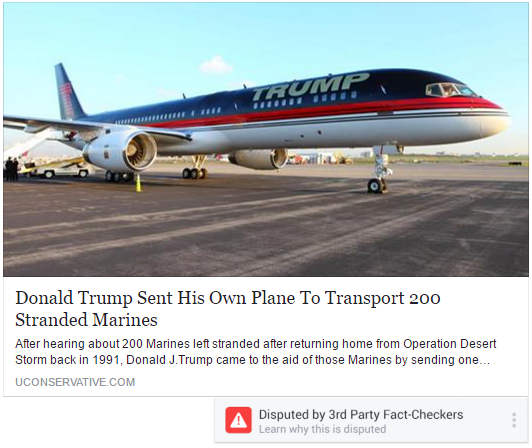 TRUMP
Donald Trump Sent His Own Plane To Transport 200
Stranded Marines
After hearing about 200 Marines left stranded after returning home from Operation Desert
Storm back in 1991, Donald J.Trump came to the aid of those Marines by sending one…
UCONSERVATIVE.COM
Disputed by 3rd Party Fact-Checkers
Learn why this is disputed